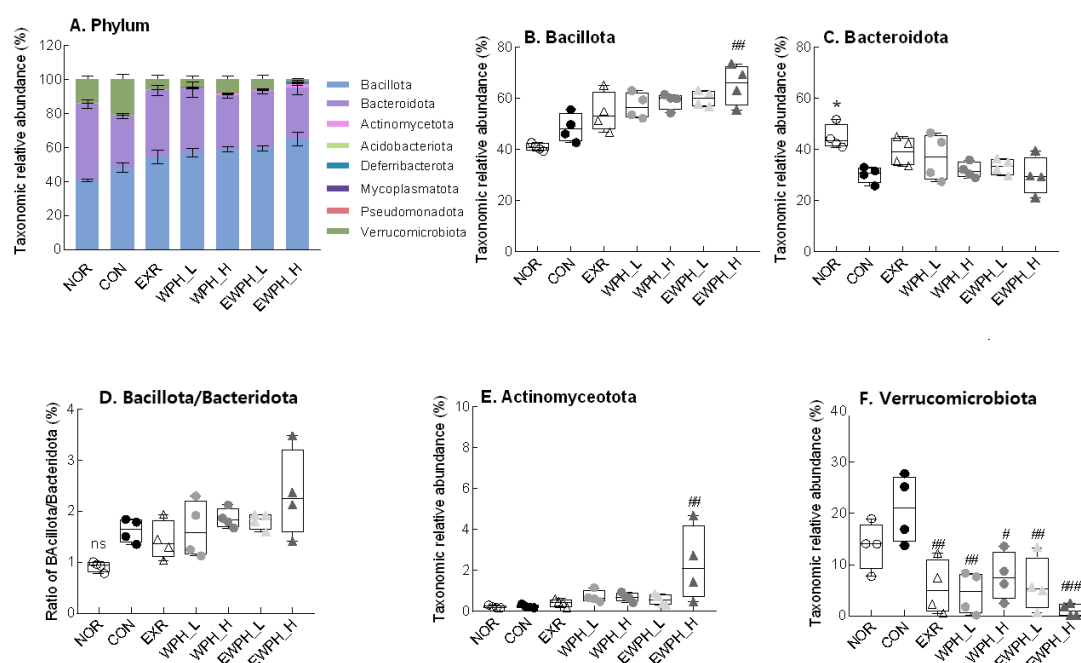 A. Phylum
Taxonomic relative abundance (%)
120
100
80
60
40
20
0
NOR
CON
EXR
WPH_L
WPH_H
EWPH_L
EWPH_H
Bacillota
Bacteroidota
Actinomycetota
Acidobacteriota
Deferribacterota
Mycoplasmatota
Pseudomonadota
Verrucomicrobiota
B. Bacillota
Taxonomic relative abundance (%)
80
60
40
20
0
##
NOR
CON
EXR
WPH_L
WPH_H
EWPH_L
EWPH_H
C. Bacteroidota
Taxonomic relative abundance (%)
80
60
40
20
0
*
NOR
CON
EXR
WPH_L
WPH_H
EWPH_L
EWPH_H
D. Bacillota/Bacteridota
Ratio of BAcillota/Bacteridota (%)
4
3
2
1
0
ns
NOR
CON
EXR
WPH_L
WPH_H
EWPH_L
EWPH_H
E. Actinomyceotota
Taxonomic relative abundance (%)
10
8
6
4
2
0
##
NOR
CON
EXR
WPH_L
WPH_H
EWPH_L
EWPH_H
F. Verrucomicrobiota
Taxonomic relative abundance (%)
40
30
20
10
0
##
##
#
##
###
NOR
CON
EXR
WPH_L
WPH_H
EWPH_L
EWPH_H